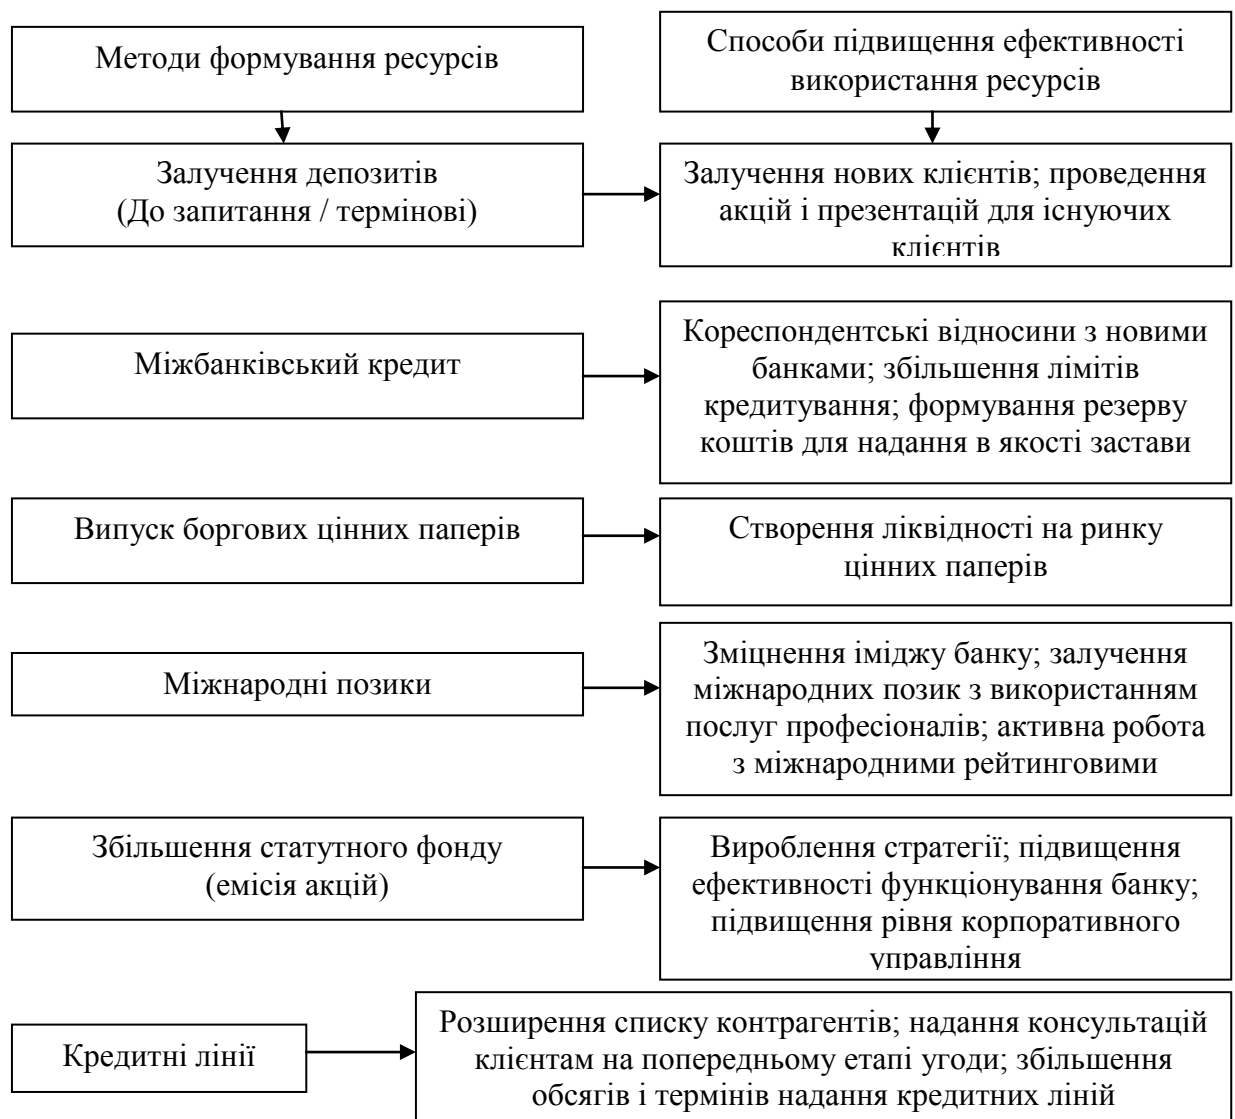 Методи формування ресурсів
Способи підвищення ефективності
використання ресурсів
Залучення депозитів
(До запитання / термінові)
Залучення нових клієнтів; проведення
акцій і презентацій для існуючих
клієнтів
Міжбанківський кредит
Кореспондентські відносини з новими
банками; збільшення лімітів
кредитування; формування резерву
коштів для надання в якості застави
Випуск боргових цінних паперів
Створення ліквідності на ринку
цінних паперів
Міжнародні позики
Зміцнення іміджу банку; залучення
міжнародних позик з використанням
послуг професіоналів; активна робота
з міжнародними рейтинговими
Збільшення статутного фонду
(емісія акцій)
Вироблення стратегії; підвищення
ефективності функціонування банку;
підвищення рівня корпоративного
управління
Кредитні лінії
Розширення списку контрагентів; надання консультацій
клієнтам на попередньому етапі угоди; збільшення
обсягів і термінів надання кредитних ліній